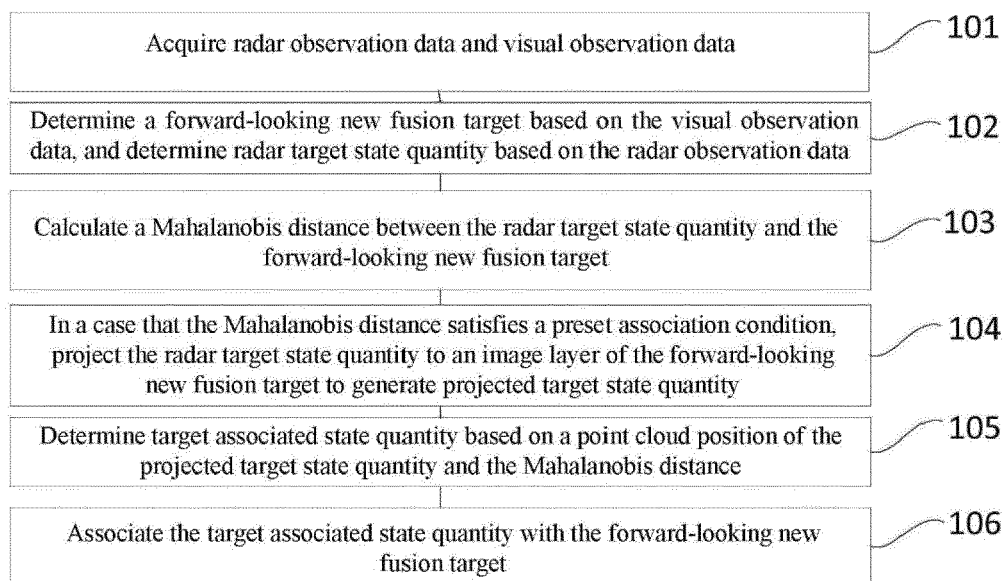 Acquire radar observation data and visual observation data
101
Determine a forward-looking new fusion target based on the visual observation
data, and determine radar target state quantity based on the radar observation data
102
Calculate a Mahalanobis distance between the radar target state quantity and the
forward-looking new fusion target
103
In a case that the Mahalanobis distance satisfies a preset association condition,
project the radar target state quantity to an image layer of the forward-looking
new fusion target to generate projected target state quantity
104
Determine target associated state quantity based on a point cloud position of the
projected target state quantity and the Mahalanobis distance
105
Associate the target associated state quantity with the forward-looking new
fusion target
106